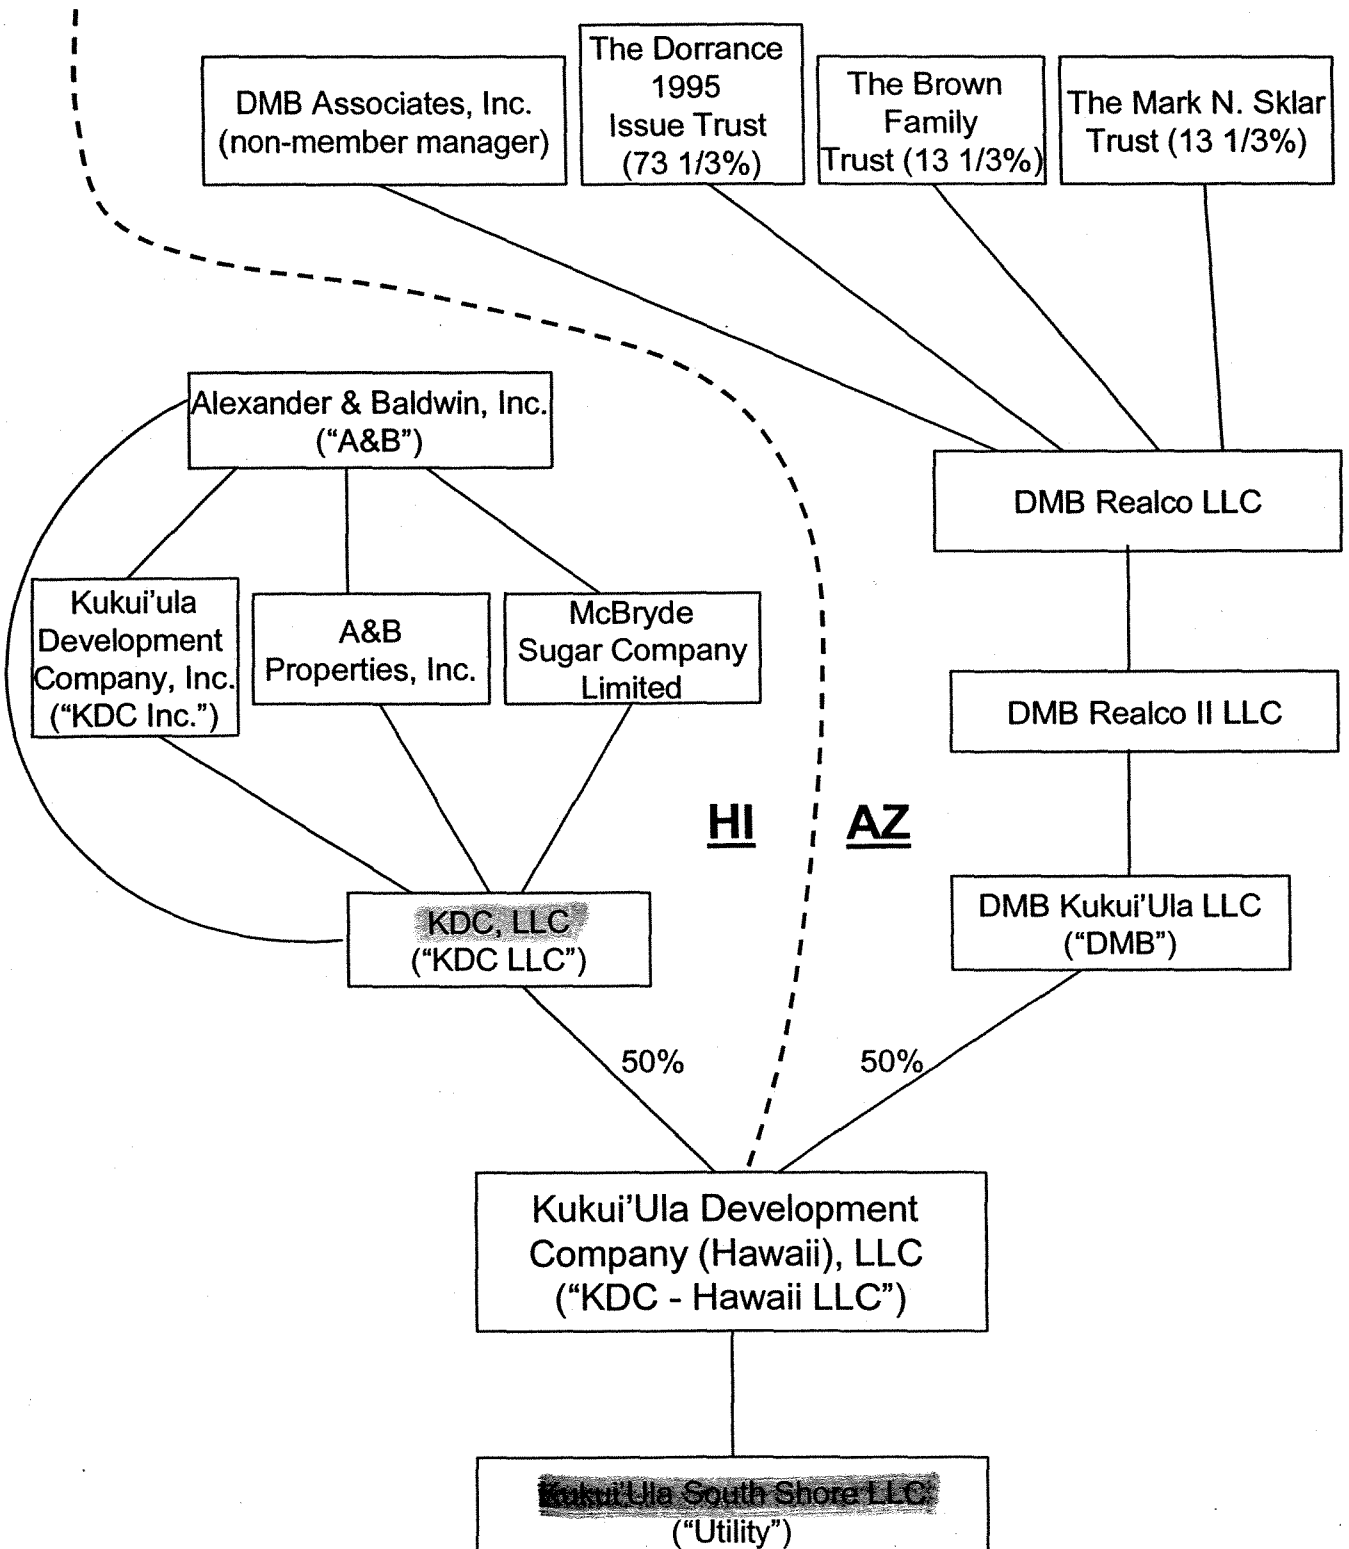 DMB Associates, Inc.
(non-member manager)
The Dorrance
1995
Issue Trust
(73 1/3%)
The Brown
Family
Trust (13 1/3%)
The Mark N. Sklar
Trust (13 1/3%)
Alexander & Baldwin, Inc.
(“A&B”)
DMB Realco LLC
Kukui’ula
Development
Company, Inc.
(“KDC Inc.”)
A&B
Properties, Inc.
McBryde
Sugar Company
Limited
DMB Realco II LLC
HI
AZ
KDC, LLC
(“KDC LLC”)
DMB Kukui’Ula LLC
(“DMB”)
50%
50%
Kukui’Ula Development
Company (Hawaii), LLC
(“KDC - Hawaii LLC”)
Kukui’Ula South Shore LLC
(“Utility”)